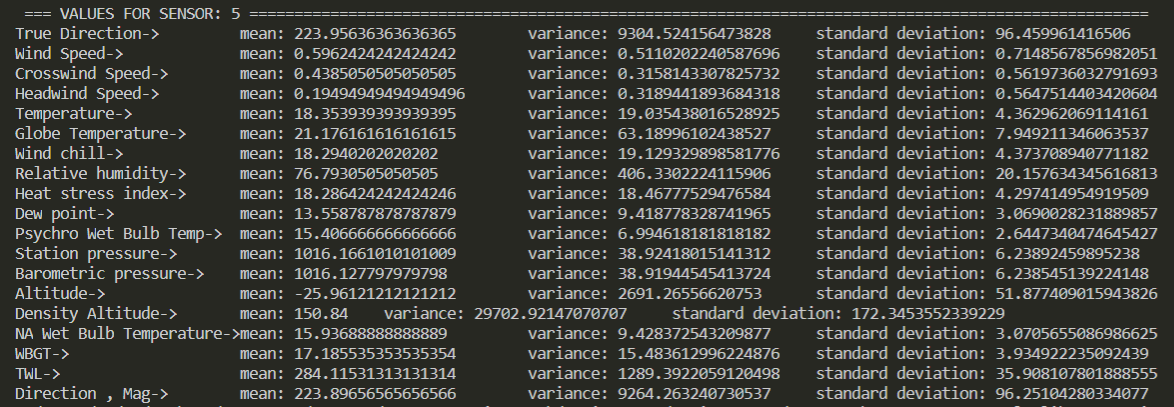 === VALUES FOR SENSOR: 5 ====================================================================================================
True Direction-> mean: 223.95636363636365 variance: 9304.524156473828 standard deviation: 96.459961416506
Wind Speed-> mean: 0.5962424242424242 variance: 0.5110202240587696 standard deviation: 0.7148567856982051
Crosswind Speed-> mean: 0.4385050505050505 variance: 0.3158143307825732 standard deviation: 0.5619736032791693
Headwind Speed-> mean: 0.19494949494949496 variance: 0.3189441893684318 standard deviation: 0.5647514403420604
Temperature-> mean: 18.353939393939395 variance: 19.035438016528925 standard deviation: 4.362962069114161
Globe Temperature-> mean: 21.176161616161615 variance: 63.18996102438527 standard deviation: 7.949211346063537
Wind chill-> mean: 18.2940202020202 variance: 19.129329898581776 standard deviation: 4.373708940771182
Relative humidity-> mean: 76.7930505050505 variance: 406.3302224115906 standard deviation: 20.157634345616813
Heat stress index-> mean: 18.286424242424246 variance: 18.46777529476584 standard deviation: 4.297414954919509
Dew point-> mean: 13.558787878787879 variance: 9.418778328741965 standard deviation: 3.0690028231889857
Psychro Wet Bulb Temp-> mean: 15.406666666666666 variance: 6.994618181818182 standard deviation: 2.6447340474645427
Station pressure-> mean: 1016.1661010101009 variance: 38.92418015141312 standard deviation: 6.23892459895238
Barometric pressure-> mean: 1016.127797979798 variance: 38.91944545413724 standard deviation: 6.238545139224148
Altitude-> mean: -25.96121212121212 variance: 2691.26556620753 standard deviation: 51.877409015943826
Density Altitude-> mean: 150.84 variance: 29702.92147070707 standard deviation: 172.3453552339229
NA Wet Bulb Temperature->mean: 15.93688888888889 variance: 9.428372543209877 standard deviation: 3.0705655086986625
WBGT-> mean: 17.185535353535354 variance: 15.483612996224876 standard deviation: 3.934922235092439
TWL-> mean: 284.11531313131314 variance: 1289.3922059120498 standard deviation: 35.908107801888555
Direction , Mag-> mean: 223.89656565656566 variance: 9264.263240730537 standard deviation: 96.25104280334077